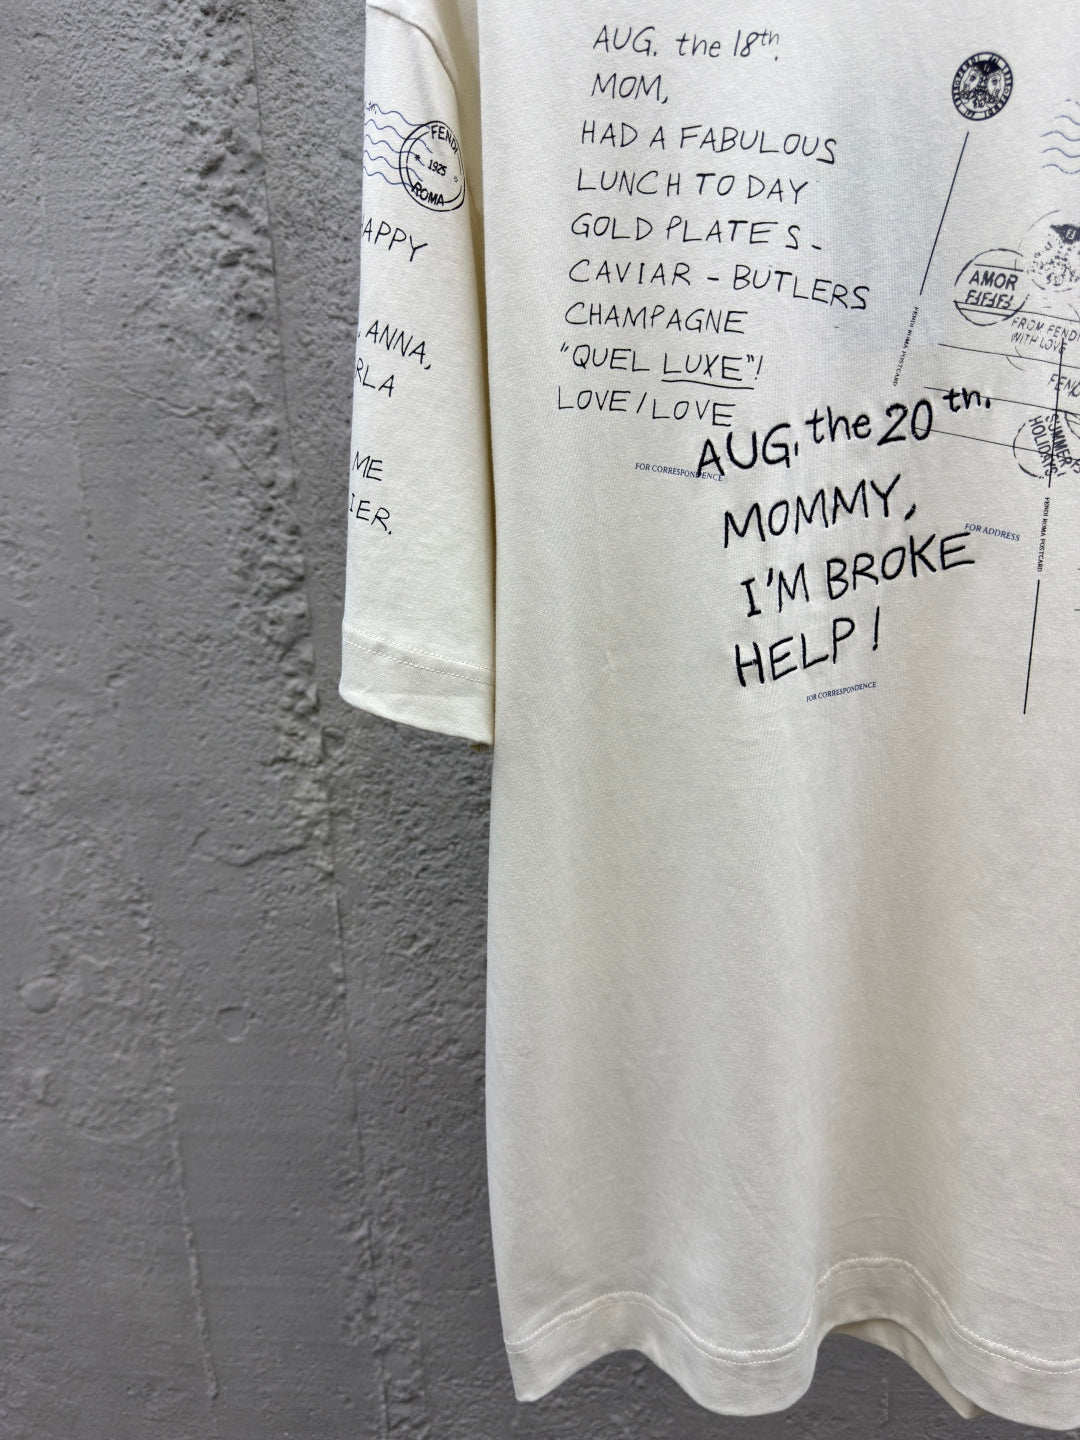 AUG. the 18th.
MOM,
HAD A FABULOUS
LUNCH TODAY
GOLD PLATES -
CAVIAR - BUTLERS
CHAMPAGNE
"QUEL LUXE"!
LOVE / LOVE
FOR CORRESPONDENCE
AUG, the 20th.
MOMMY,
I'M BROKE
HELP!
FOR CORRESPONDENCE
FOR ADDRESS
FENDI
1925
ROMA
APPY
, ANNA,
RLA
ME
IER.
FENDI ROMA POSTCARD
AMOR
FROM FENDI
WITH LOVE
SUMMER
HOLIDAYS
FENDI ROMA POSTCARD